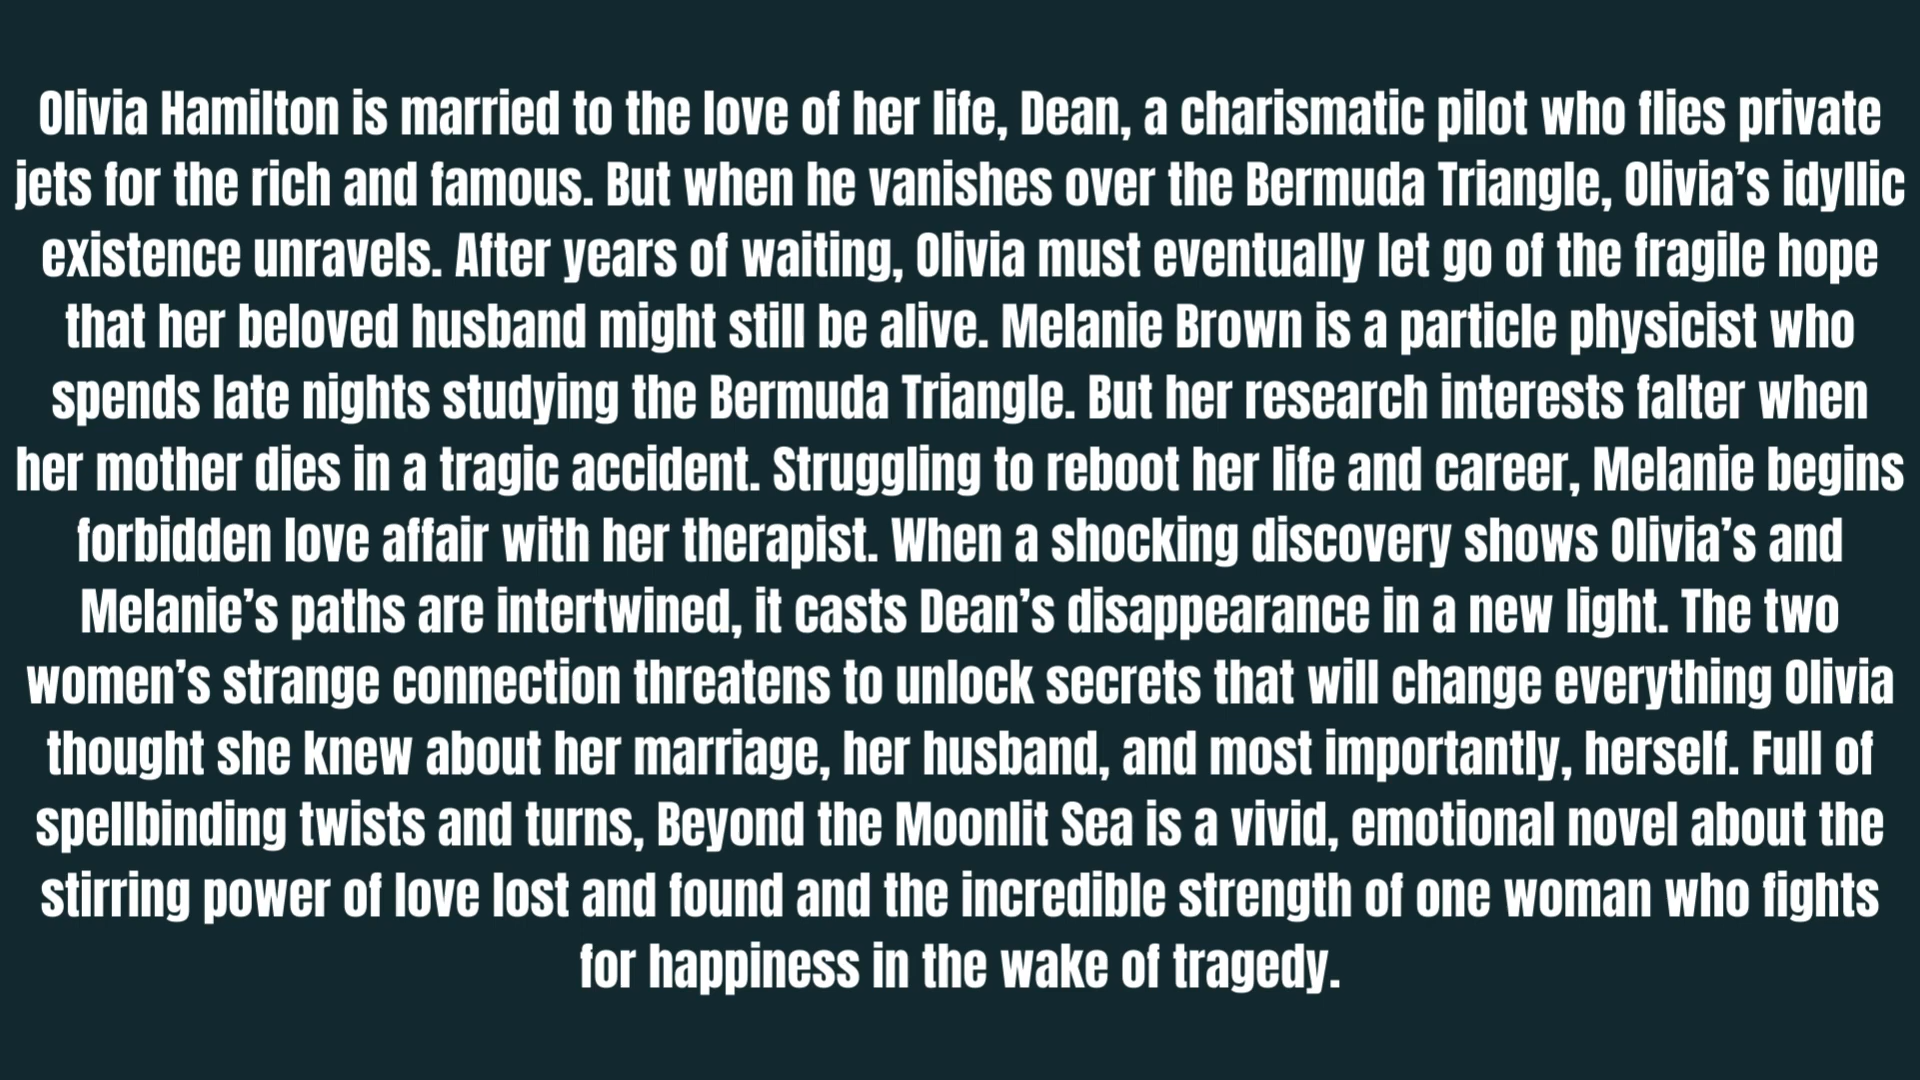 Olivia Hamilton is married to the love of her life, Dean, a charismatic pilot who flies private
jets for the rich and famous. But when he vanishes over the Bermuda Triangle, Olivia’s idyllic
existence unravels. After years of waiting, Olivia must eventually let go of the fragile hope
that her beloved husband might still be alive. Melanie Brown is a particle physicist who
spends late nights studying the Bermuda Triangle. But her research interests falter when
her mother dies in a tragic accident. Struggling to reboot her life and career, Melanie begins
forbidden love affair with her therapist. When a shocking discovery shows Olivia’s and
Melanie’s paths are intertwined, it casts Dean’s disappearance in a new light. The two
women’s strange connection threatens to unlock secrets that will change everything Olivia
thought she knew about her marriage, her husband, and most importantly, herself. Full of
spellbinding twists and turns, Beyond the Moonlit Sea is a vivid, emotional novel about the
stirring power of love lost and found and the incredible strength of one woman who fights
for happiness in the wake of tragedy.